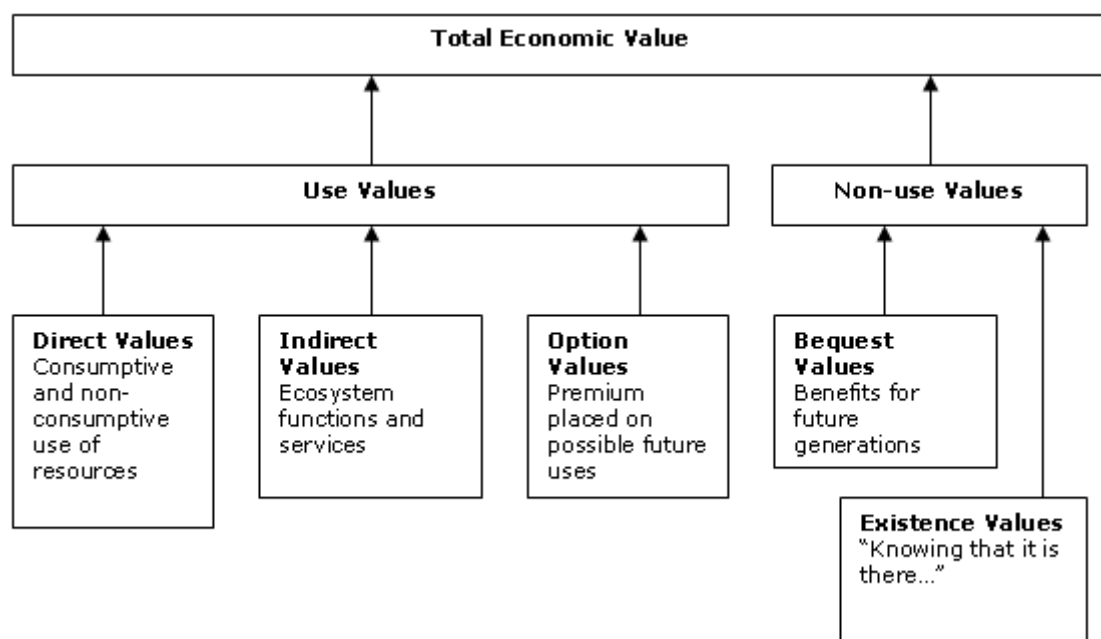 Total Economic Value
Use Values
Non-use Values
Direct Values
Consumptive
and non-
consumptive
use of
resources
Indirect
Values
Ecosystem
functions and
services
Option
Values
Premium
placed on
possible future
uses
Bequest
Values
Benefits for
future
generations
Existence Values
“Knowing that it is
there…”